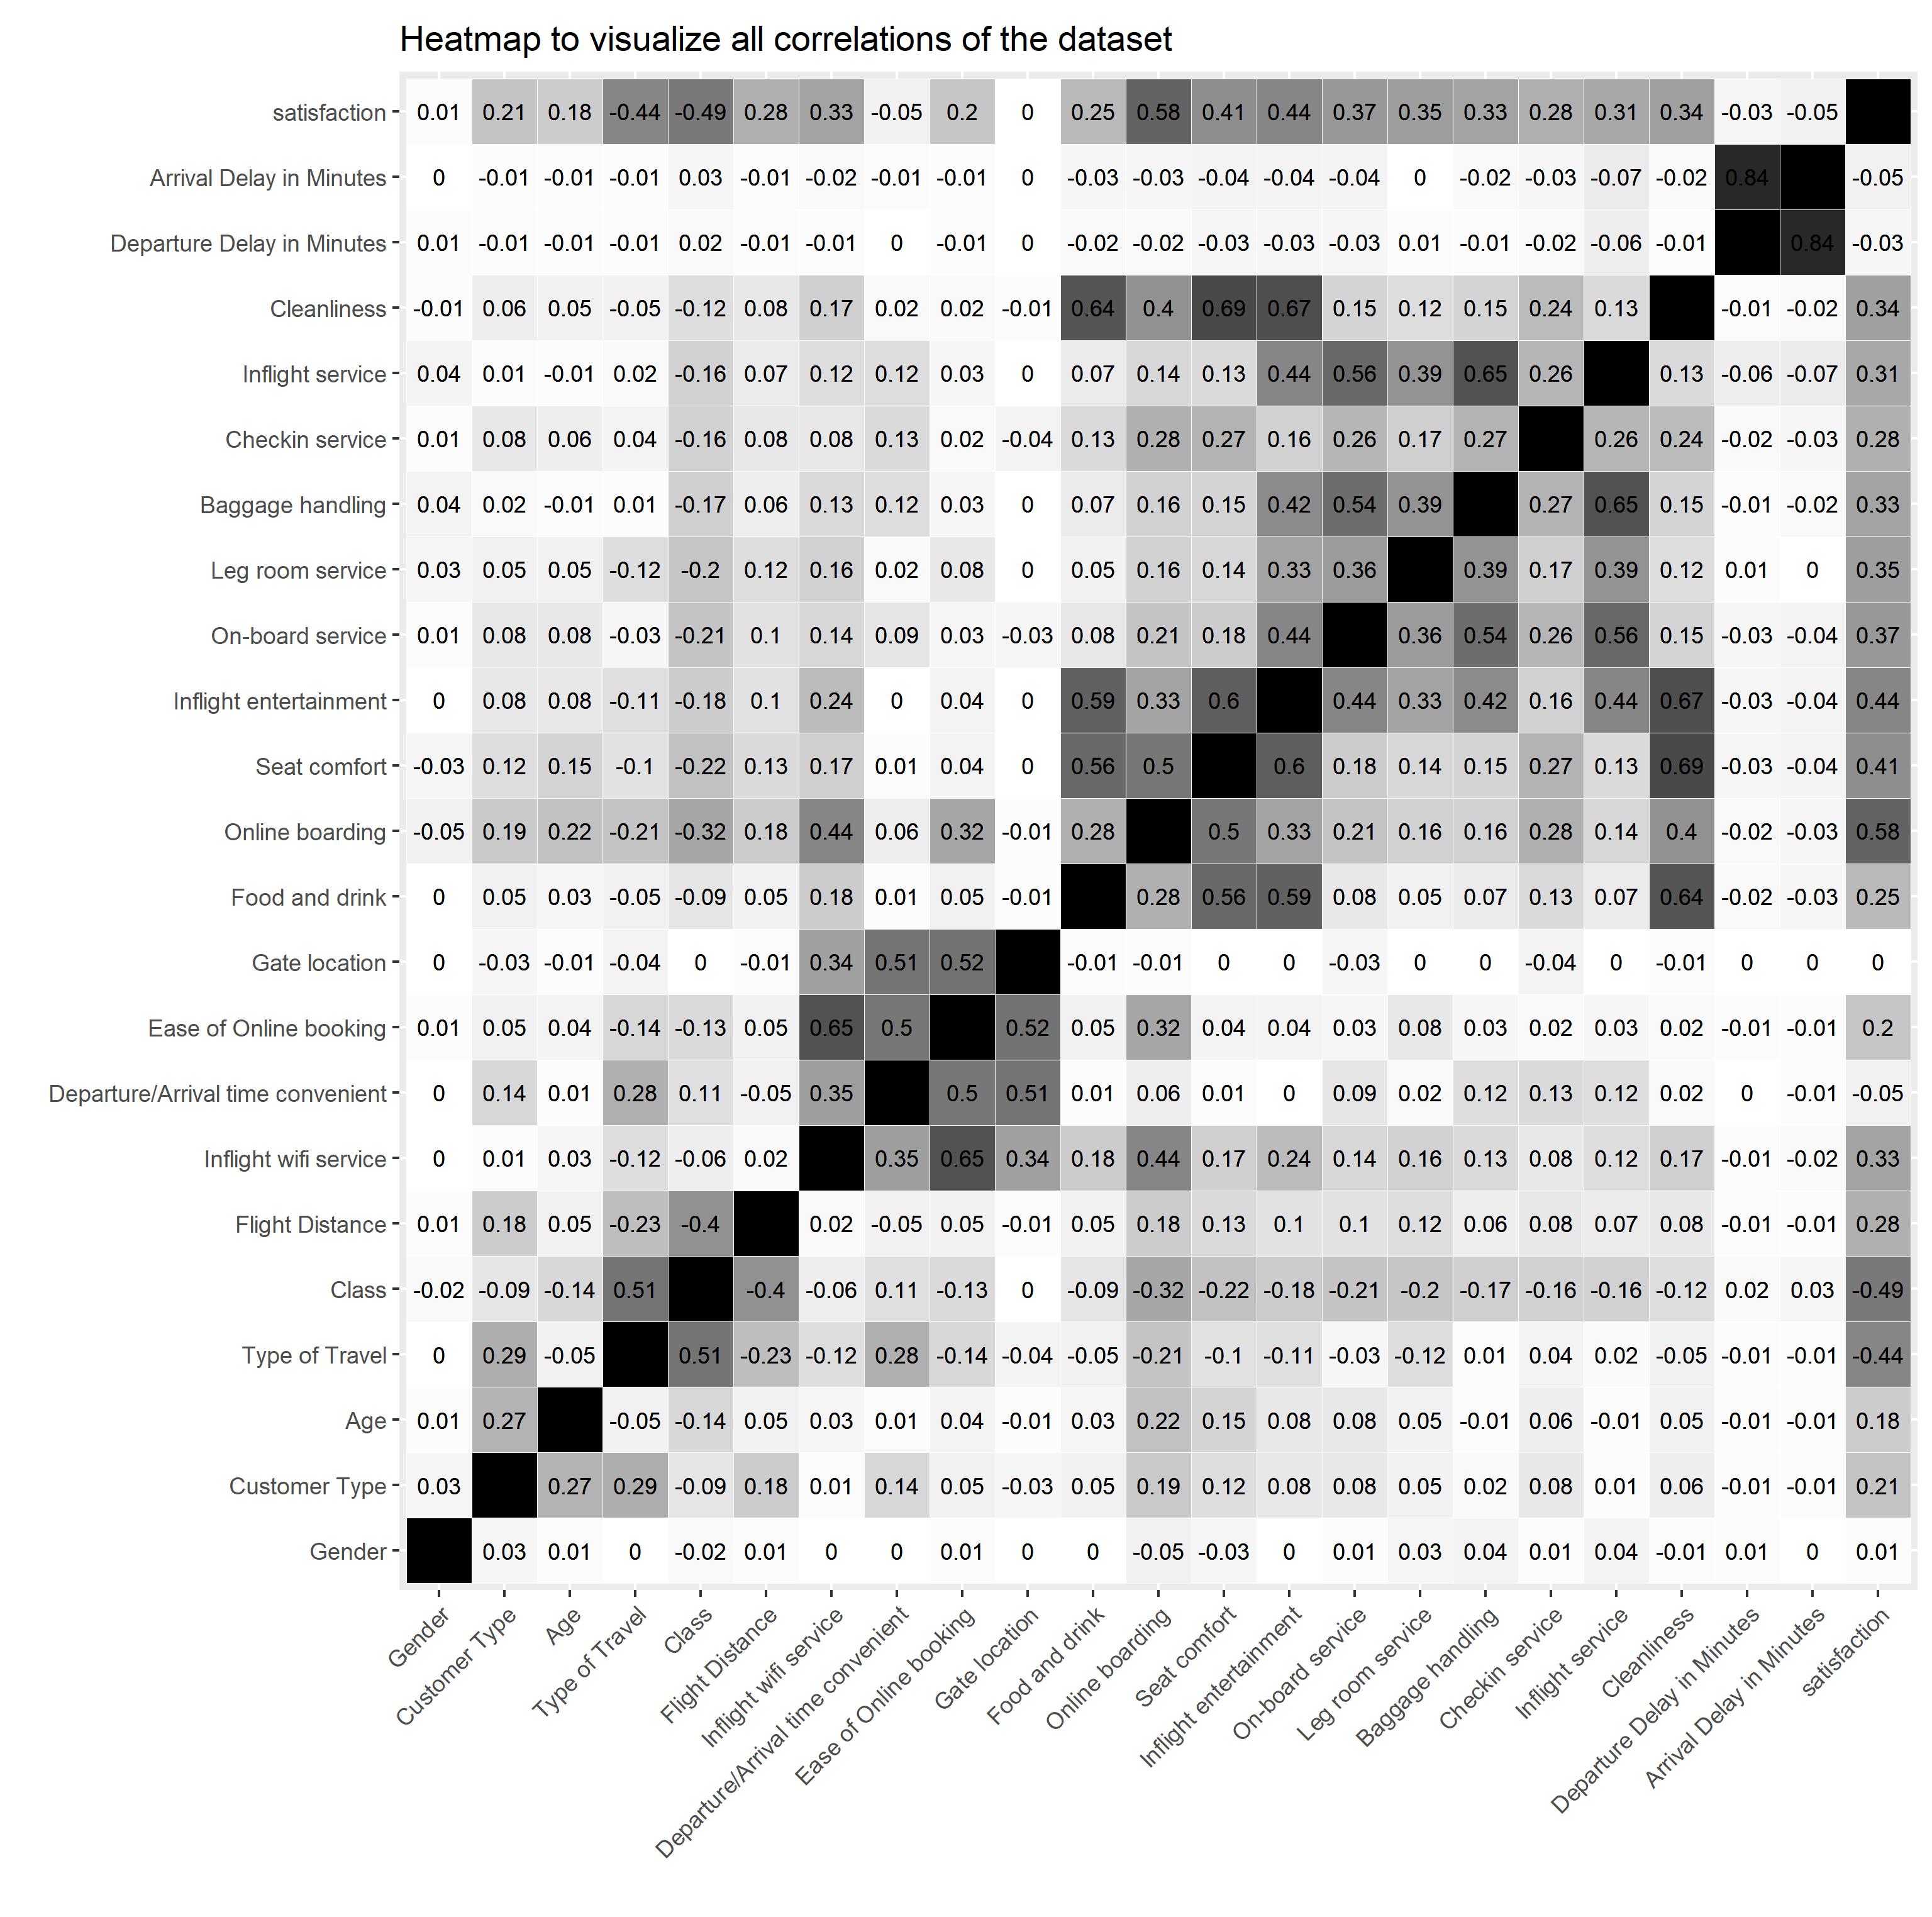 Heatmap to visualize all correlations of the dataset
satisfaction 0.01 0.21 0.18 -0.44 -0.49 0.28 0.33 -0.05 0.2 0 0.25 0.58 0.41 0.44 0.37 0.35 0.33 0.28 0.31 0.34 -0.03 -0.05
Arrival Delay in Minutes 0 -0.01 -0.01 -0.01 0.03 -0.01 -0.02 -0.01 -0.01 0 -0.03 -0.03 -0.04 -0.04 -0.04 0 -0.02 -0.03 -0.07 -0.02 0.84 -0.05
Departure Delay in Minutes 0.01 -0.01 -0.01 -0.01 0.02 -0.01 -0.01 0 -0.01 0 -0.02 -0.02 -0.03 -0.03 -0.03 0.01 -0.01 -0.02 -0.06 -0.01 0.84 -0.03
Cleanliness -0.01 0.06 0.05 -0.05 -0.12 0.08 0.17 0.02 0.02 -0.01 0.64 0.4 0.69 0.67 0.15 0.12 0.15 0.24 0.13 -0.01 -0.02 0.34
Inflight service 0.04 0.01 -0.01 0.02 -0.16 0.07 0.12 0.12 0.03 0 0.07 0.14 0.13 0.44 0.56 0.39 0.65 0.26 0.13 -0.06 -0.07 0.31
Checkin service 0.01 0.08 0.06 0.04 -0.16 0.08 0.08 0.13 0.02 -0.04 0.13 0.28 0.27 0.16 0.26 0.17 0.27 0.26 0.24 -0.02 -0.03 0.28
Baggage handling 0.04 0.02 -0.01 0.01 -0.17 0.06 0.13 0.12 0.03 0 0.07 0.16 0.15 0.42 0.54 0.39 0.27 0.65 0.15 -0.01 -0.02 0.33
Leg room service 0.03 0.05 0.05 -0.12 -0.2 0.12 0.16 0.02 0.08 0 0.05 0.16 0.14 0.33 0.36 0.39 0.17 0.39 0.12 0.01 0 0.35
On-board service 0.01 0.08 0.08 -0.03 -0.21 0.1 0.14 0.09 0.03 -0.03 0.08 0.21 0.18 0.44 0.36 0.54 0.26 0.56 0.15 -0.03 -0.04 0.37
Inflight entertainment 0 0.08 0.08 -0.11 -0.18 0.1 0.24 0 0.04 0 0.59 0.33 0.6 0.44 0.33 0.42 0.16 0.44 0.67 -0.03 -0.04 0.44
Seat comfort -0.03 0.12 0.15 -0.1 -0.22 0.13 0.17 0.01 0.04 0 0.56 0.5 0.6 0.18 0.14 0.15 0.27 0.13 0.69 -0.03 -0.04 0.41
Online boarding -0.05 0.19 0.22 -0.21 -0.32 0.18 0.44 0.06 0.32 -0.01 0.28 0.5 0.33 0.21 0.16 0.16 0.28 0.14 0.4 -0.02 -0.03 0.58
Food and drink 0 0.05 0.03 -0.05 -0.09 0.05 0.18 0.01 0.05 -0.01 0.28 0.56 0.59 0.08 0.05 0.07 0.13 0.07 0.64 -0.02 -0.03 0.25
Gate location 0 -0.03 -0.01 -0.04 0 -0.01 0.34 0.51 0.52 -0.01 -0.01 0 0 -0.03 0 0 -0.04 0 -0.01 0 0 0
Ease of Online booking 0.01 0.05 0.04 -0.14 -0.13 0.05 0.65 0.5 0.52 0.05 0.32 0.04 0.04 0.03 0.08 0.03 0.02 0.03 0.02 -0.01 -0.01 0.2
Departure/Arrival time convenient 0 0.14 0.01 0.28 0.11 -0.05 0.35 0.5 0.51 0.01 0.06 0.01 0 0.09 0.02 0.12 0.13 0.12 0.02 0 -0.01 -0.05
Inflight wifi service 0 0.01 0.03 -0.12 -0.06 0.02 0.35 0.65 0.34 0.18 0.44 0.17 0.24 0.14 0.16 0.13 0.08 0.12 0.17 -0.01 -0.02 0.33
Flight Distance 0.01 0.18 0.05 -0.23 -0.4 0.02 -0.05 0.05 -0.01 0.05 0.18 0.13 0.1 0.1 0.12 0.06 0.08 0.07 0.08 -0.01 -0.01 0.28
Class -0.02 -0.09 -0.14 0.51 -0.4 -0.06 0.11 -0.13 0 -0.09 -0.32 -0.22 -0.18 -0.21 -0.2 -0.17 -0.16 -0.16 -0.12 0.02 0.03 -0.49
Type of Travel 0 0.29 -0.05 0.51 -0.23 -0.12 0.28 -0.14 -0.04 -0.05 -0.21 -0.1 -0.11 -0.03 -0.12 0.01 0.04 0.02 -0.05 -0.01 -0.01 -0.44
Age 0.01 0.27 -0.05 -0.14 0.05 0.03 0.01 0.04 -0.01 0.03 0.22 0.15 0.08 0.08 0.05 -0.01 0.06 -0.01 0.05 -0.01 -0.01 0.18
Customer Type 0.03 0.27 0.29 -0.09 0.18 0.01 0.14 0.05 -0.03 0.05 0.19 0.12 0.08 0.08 0.05 0.02 0.08 0.01 0.06 -0.01 -0.01 0.21
Gender 0.03 0.01 0 -0.02 0.01 0 0 0.01 0 0 -0.05 -0.03 0 0.01 0.03 0.04 0.01 0.04 -0.01 0.01 0 0.01
Gender
Customer Type
Age
Type of Travel
Class
Flight Distance
Inflight wifi service
Departure/Arrival time convenient
Ease of Online booking
Gate location
Food and drink
Online boarding
Seat comfort
Inflight entertainment
On-board service
Leg room service
Baggage handling
Checkin service
Inflight service
Cleanliness
Departure Delay in Minutes
Arrival Delay in Minutes
satisfaction